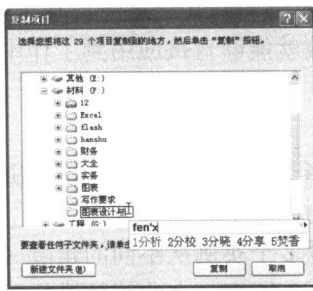 复制项目
选择您想将这 29 个项目复制到的地方，然后单击“复制”按钮。
其他 (E:)
材料 (F:)
12
Excel
flash
hanshu
财务
大全
实务
图表
写作要求
图表设计与
工程 (G:)
fen'x
1分析 2分校 3分晓 4分享 5焚香
要查看任何子文件夹，请单击
新建文件夹(M)
复制
取消